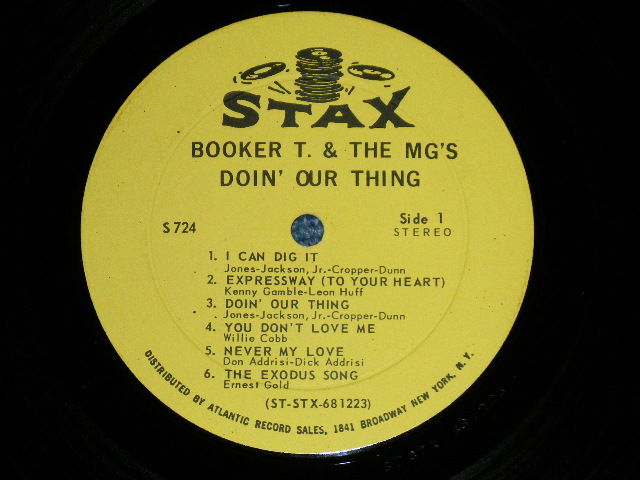 STAX
BOOKER T. & THE MG'S
DOIN' OUR THING
S 724
Side 1
STEREO
1. I CAN DIG IT
Jones-Jackson, Jr.-Cropper-Dunn
2. EXPRESSWAY (TO YOUR HEART)
Kenny Gamble-Leon Huff
3. DOIN' OUR THING
Jones-Jackson, Jr.-Cropper-Dunn
4. YOU DON'T LOVE ME
Willie Cobb
5. NEVER MY LOVE
Don Addrisi-Dick Addrisi
6. THE EXODUS SONG
Ernest Gold
(ST-STX-681223)
DISTRIBUTED BY ATLANTIC RECORD SALES, 1841 BROADWAY NEW YORK, N.Y.